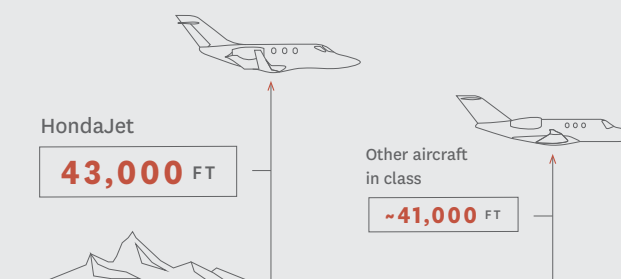 HondaJet
43,000 FT
Other aircraft
in class
~41,000 FT